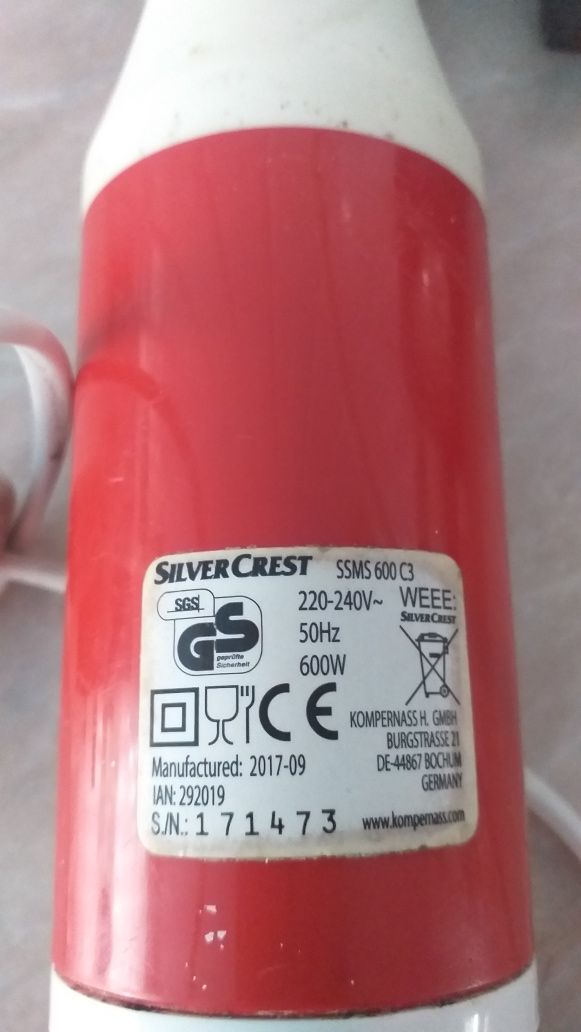 SILVERCREST SSMS 600 C3
SGS
GS
geprüfte
Sicherheit
220-240V~
50Hz
600W
WEEE:
SILVERCREST
CE
KOMPERNASS H. GMBH
BURGSTRASSE 21
DE-44867 BOCHUM
GERMANY
Manufactured: 2017-09
IAN: 292019
S./N.: 171473
www.kompernass.com